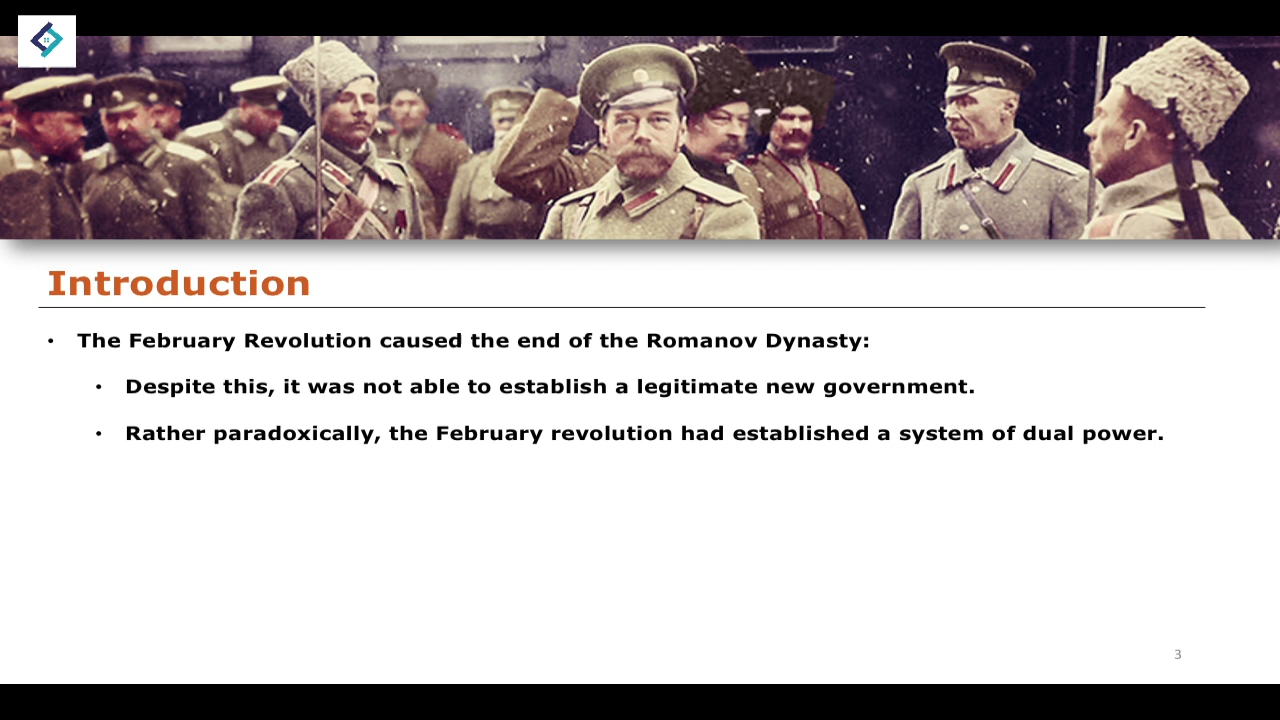 Introduction
• The February Revolution caused the end of the Romanov Dynasty:
• Despite this, it was not able to establish a legitimate new government.
• Rather paradoxically, the February revolution had established a system of dual power.
3